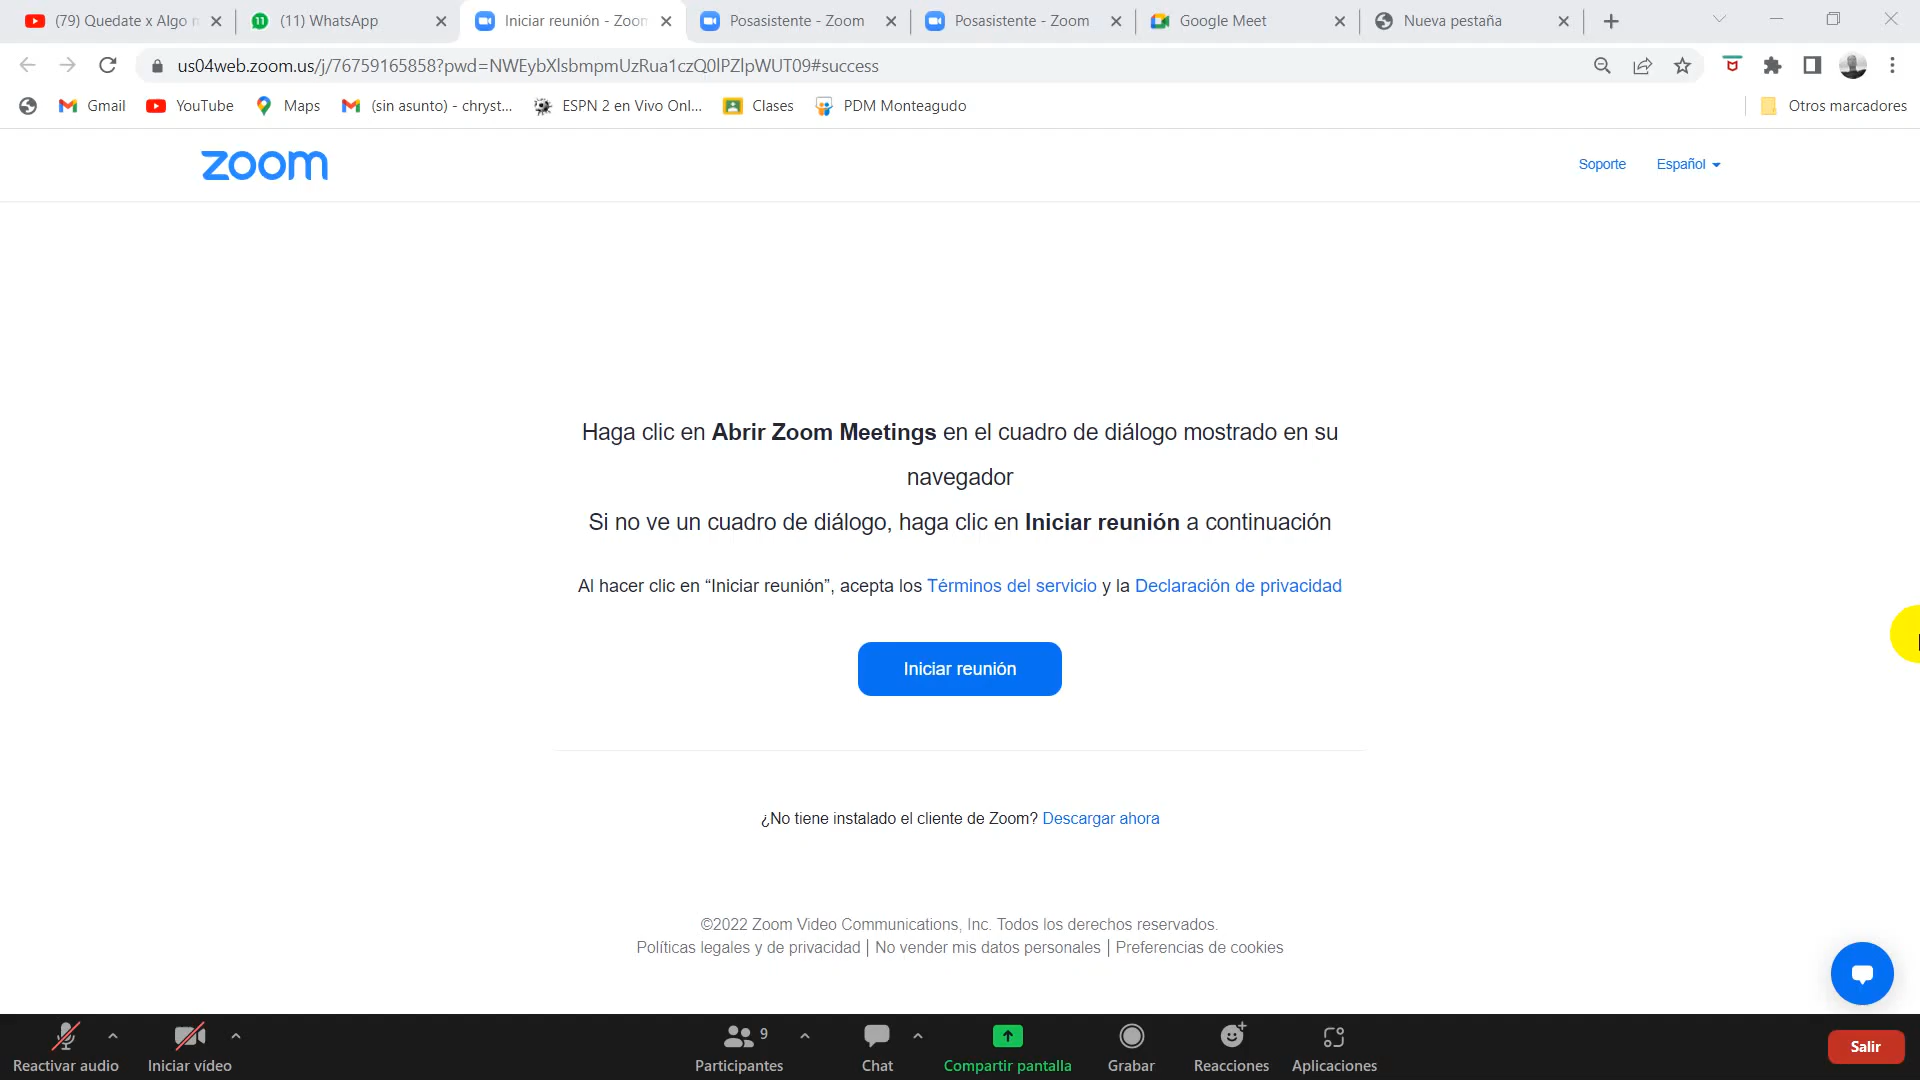 (79) Quedate x Algo
11 (11) WhatsApp
Iniciar reunión - Zoom
Posasistente - Zoom
Posasistente - Zoom
Google Meet
Nueva pestaña
us04web.zoom.us/j/76759165858?pwd=NWEybXlsbmpmUzRua1czQ0lPZlpWUT09#success
Gmail YouTube Maps (sin asunto) - chryst... ESPN 2 en Vivo Onl... Clases PDM Monteagudo Otros marcadores
zoom
Soporte Español
Haga clic en Abrir Zoom Meetings en el cuadro de diálogo mostrado en su
navegador
Si no ve un cuadro de diálogo, haga clic en Iniciar reunión a continuación
Al hacer clic en “Iniciar reunión”, acepta los Términos del servicio y la Declaración de privacidad
Iniciar reunión
¿No tiene instalado el cliente de Zoom? Descargar ahora
©2022 Zoom Video Communications, Inc. Todos los derechos reservados.
Políticas legales y de privacidad | No vender mis datos personales | Preferencias de cookies
9
Reactivar audio Iniciar vídeo Participantes Chat Compartir pantalla Grabar Reacciones Aplicaciones Salir